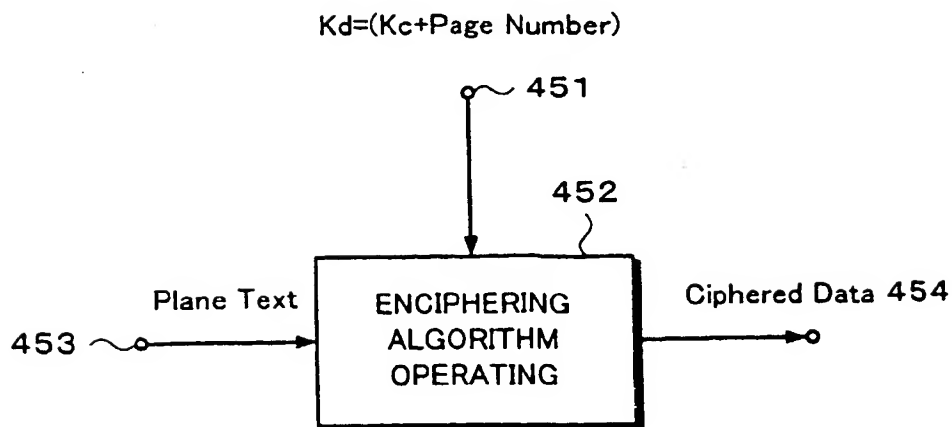 Kd=(Kc+Page Number)
451
452
Plane Text
ENCIPHERING
ALGORITHM
OPERATING
Ciphered Data 454
453